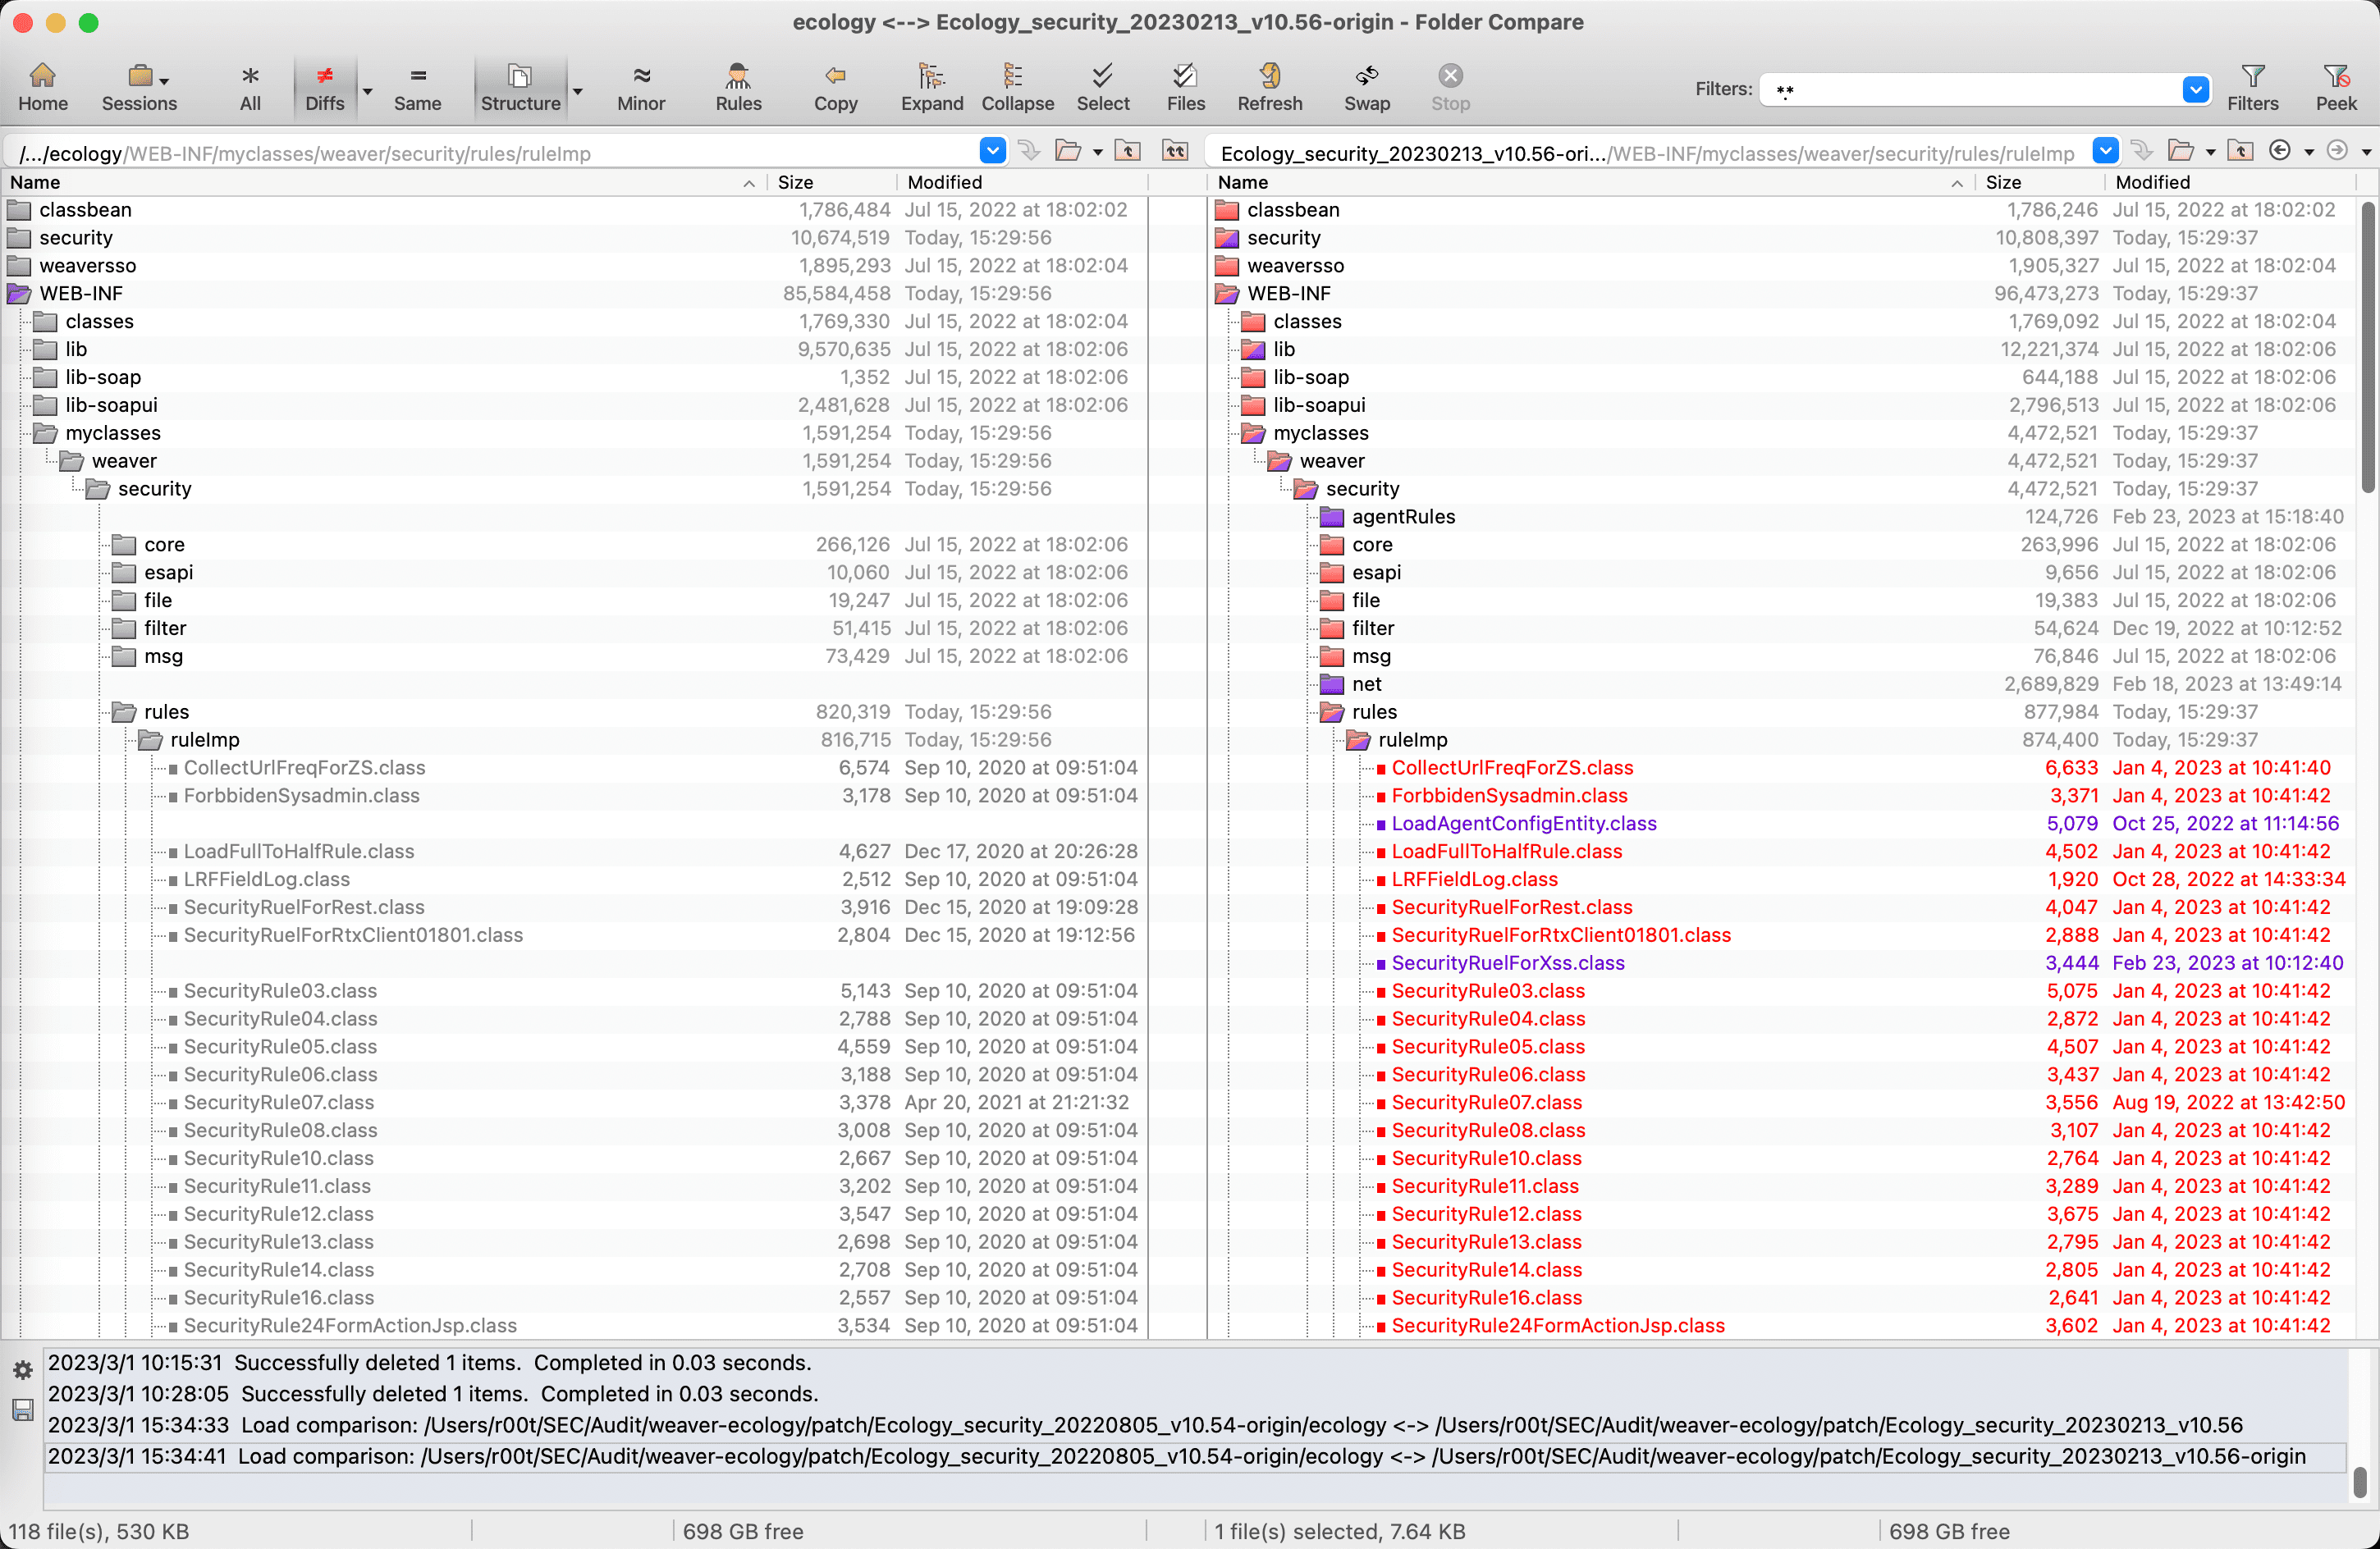 ecology <--> Ecology_security_20230213_v10.56-origin - Folder Compare
Home Sessions All Diffs Same Structure Minor Rules Copy Expand Collapse Select Files Refresh Swap Stop Filters: *.* Filters Peek
/.../ecology/WEB-INF/myclasses/weaver/security/rules/ruleImp Ecology_security_20230213_v10.56-ori.../WEB-INF/myclasses/weaver/security/rules/ruleImp
Name Size Modified Name Size Modified
classbean 1,786,484 Jul 15, 2022 at 18:02:02 classbean 1,786,246 Jul 15, 2022 at 18:02:02
security 10,674,519 Today, 15:29:56 security 10,808,397 Today, 15:29:37
weaversso 1,895,293 Jul 15, 2022 at 18:02:04 weaversso 1,905,327 Jul 15, 2022 at 18:02:04
WEB-INF 85,584,458 Today, 15:29:56 WEB-INF 96,473,273 Today, 15:29:37
classes 1,769,330 Jul 15, 2022 at 18:02:04 classes 1,769,092 Jul 15, 2022 at 18:02:04
lib 9,570,635 Jul 15, 2022 at 18:02:06 lib 12,221,374 Jul 15, 2022 at 18:02:06
lib-soap 1,352 Jul 15, 2022 at 18:02:06 lib-soap 644,188 Jul 15, 2022 at 18:02:06
lib-soapui 2,481,628 Jul 15, 2022 at 18:02:06 lib-soapui 2,796,513 Jul 15, 2022 at 18:02:06
myclasses 1,591,254 Today, 15:29:56 myclasses 4,472,521 Today, 15:29:37
weaver 1,591,254 Today, 15:29:56 weaver 4,472,521 Today, 15:29:37
security 1,591,254 Today, 15:29:56 security 4,472,521 Today, 15:29:37
agentRules 124,726 Feb 23, 2023 at 15:18:40
core 266,126 Jul 15, 2022 at 18:02:06 core 263,996 Jul 15, 2022 at 18:02:06
esapi 10,060 Jul 15, 2022 at 18:02:06 esapi 9,656 Jul 15, 2022 at 18:02:06
file 19,247 Jul 15, 2022 at 18:02:06 file 19,383 Jul 15, 2022 at 18:02:06
filter 51,415 Jul 15, 2022 at 18:02:06 filter 54,624 Dec 19, 2022 at 10:12:52
msg 73,429 Jul 15, 2022 at 18:02:06 msg 76,846 Jul 15, 2022 at 18:02:06
net 2,689,829 Feb 18, 2023 at 13:49:14
rules 820,319 Today, 15:29:56 rules 877,984 Today, 15:29:37
ruleImp 816,715 Today, 15:29:56 ruleImp 874,400 Today, 15:29:37
CollectUrlFreqForZS.class 6,574 Sep 10, 2020 at 09:51:04 CollectUrlFreqForZS.class 6,633 Jan 4, 2023 at 10:41:40
ForbbidenSysadmin.class 3,178 Sep 10, 2020 at 09:51:04 ForbbidenSysadmin.class 3,371 Jan 4, 2023 at 10:41:42
LoadAgentConfigEntity.class 5,079 Oct 25, 2022 at 11:14:56
LoadFullToHalfRule.class 4,627 Dec 17, 2020 at 20:26:28 LoadFullToHalfRule.class 4,502 Jan 4, 2023 at 10:41:42
LRFFieldLog.class 2,512 Sep 10, 2020 at 09:51:04 LRFFieldLog.class 1,920 Oct 28, 2022 at 14:33:34
SecurityRuelForRest.class 3,916 Dec 15, 2020 at 19:09:28 SecurityRuelForRest.class 4,047 Jan 4, 2023 at 10:41:42
SecurityRuelForRtxClient01801.class 2,804 Dec 15, 2020 at 19:12:56 SecurityRuelForRtxClient01801.class 2,888 Jan 4, 2023 at 10:41:42
SecurityRuelForXss.class 3,444 Feb 23, 2023 at 10:12:40
SecurityRule03.class 5,143 Sep 10, 2020 at 09:51:04 SecurityRule03.class 5,075 Jan 4, 2023 at 10:41:42
SecurityRule04.class 2,788 Sep 10, 2020 at 09:51:04 SecurityRule04.class 2,872 Jan 4, 2023 at 10:41:42
SecurityRule05.class 4,559 Sep 10, 2020 at 09:51:04 SecurityRule05.class 4,507 Jan 4, 2023 at 10:41:42
SecurityRule06.class 3,188 Sep 10, 2020 at 09:51:04 SecurityRule06.class 3,437 Jan 4, 2023 at 10:41:42
SecurityRule07.class 3,378 Apr 20, 2021 at 21:21:32 SecurityRule07.class 3,556 Aug 19, 2022 at 13:42:50
SecurityRule08.class 3,008 Sep 10, 2020 at 09:51:04 SecurityRule08.class 3,107 Jan 4, 2023 at 10:41:42
SecurityRule10.class 2,667 Sep 10, 2020 at 09:51:04 SecurityRule10.class 2,764 Jan 4, 2023 at 10:41:42
SecurityRule11.class 3,202 Sep 10, 2020 at 09:51:04 SecurityRule11.class 3,289 Jan 4, 2023 at 10:41:42
SecurityRule12.class 3,547 Sep 10, 2020 at 09:51:04 SecurityRule12.class 3,675 Jan 4, 2023 at 10:41:42
SecurityRule13.class 2,698 Sep 10, 2020 at 09:51:04 SecurityRule13.class 2,795 Jan 4, 2023 at 10:41:42
SecurityRule14.class 2,708 Sep 10, 2020 at 09:51:04 SecurityRule14.class 2,805 Jan 4, 2023 at 10:41:42
SecurityRule16.class 2,557 Sep 10, 2020 at 09:51:04 SecurityRule16.class 2,641 Jan 4, 2023 at 10:41:42
SecurityRule24FormActionJsp.class 3,534 Sep 10, 2020 at 09:51:04 SecurityRule24FormActionJsp.class 3,602 Jan 4, 2023 at 10:41:42
2023/3/1 10:15:31 Successfully deleted 1 items. Completed in 0.03 seconds.
2023/3/1 10:28:05 Successfully deleted 1 items. Completed in 0.03 seconds.
2023/3/1 15:34:33 Load comparison: /Users/r00t/SEC/Audit/weaver-ecology/patch/Ecology_security_20220805_v10.54-origin/ecology <-> /Users/r00t/SEC/Audit/weaver-ecology/patch/Ecology_security_20230213_v10.56
2023/3/1 15:34:41 Load comparison: /Users/r00t/SEC/Audit/weaver-ecology/patch/Ecology_security_20220805_v10.54-origin/ecology <-> /Users/r00t/SEC/Audit/weaver-ecology/patch/Ecology_security_20230213_v10.56-origin
118 file(s), 530 KB 698 GB free 1 file(s) selected, 7.64 KB 698 GB free